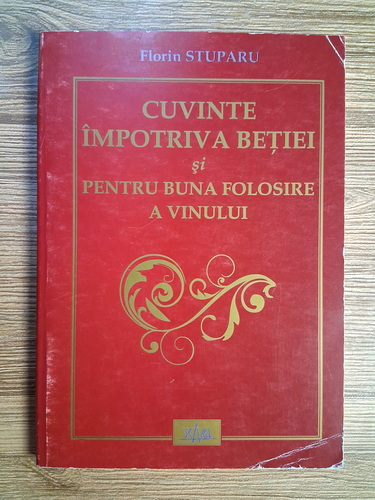 Florin STUPARU
CUVINTE
ÎMPOTRIVA BEȚIEI
și
PENTRU BUNA FOLOSIRE
A VINULUI